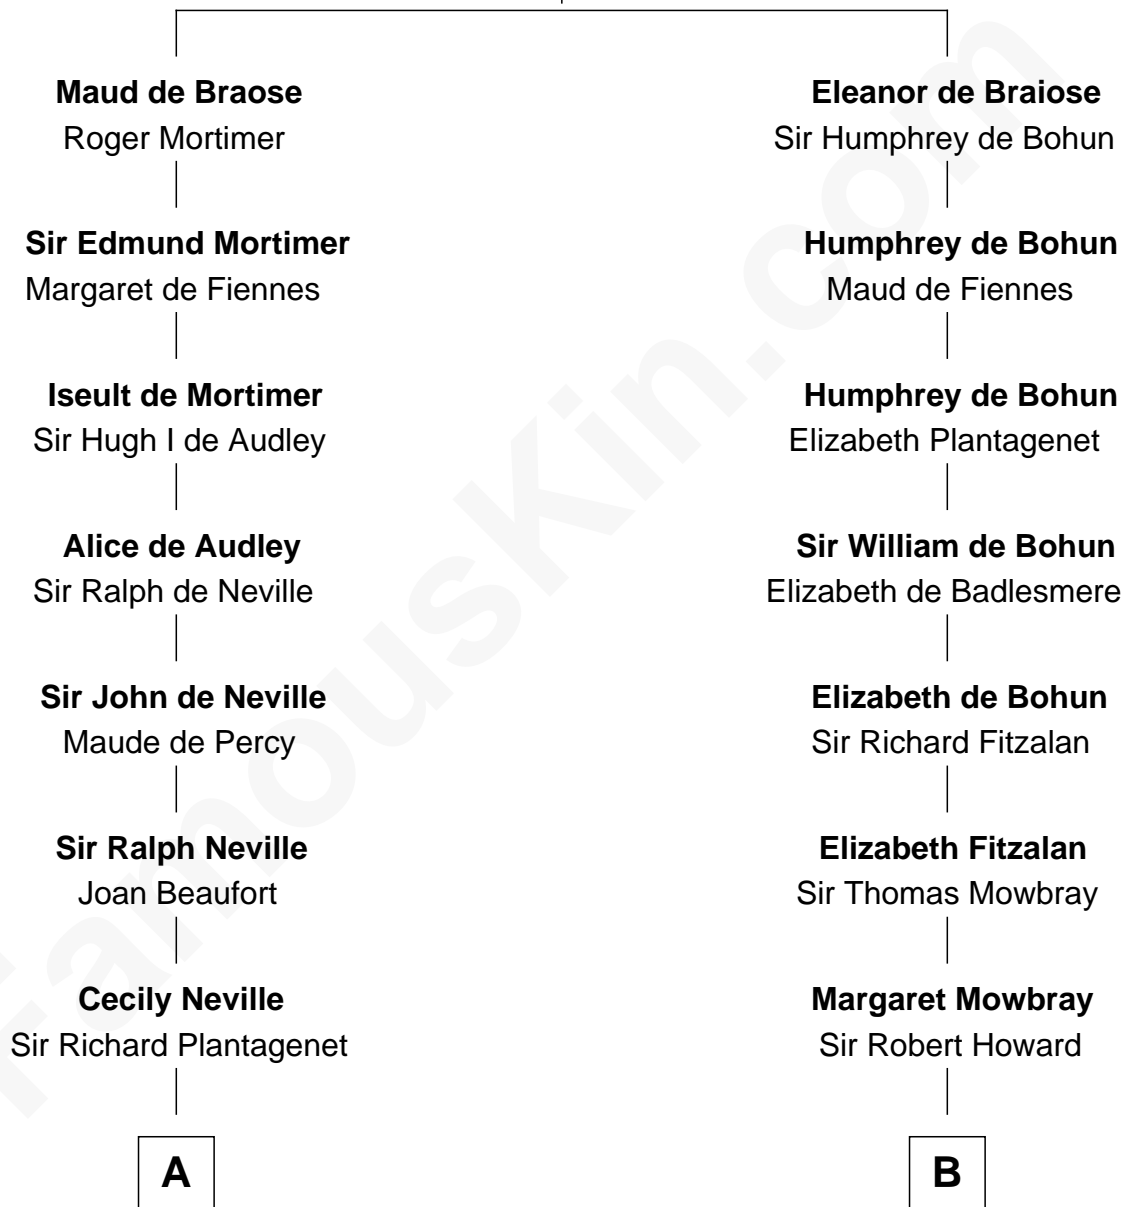 Maud de Braose
Roger Mortimer
Sir Edmund Mortimer
Margaret de Fiennes
Iseult de Mortimer
Sir Hugh I de Audley
Alice de Audley
Sir Ralph de Neville
Sir John de Neville
Maude de Percy
Sir Ralph Neville
Joan Beaufort
Cecily Neville
Sir Richard Plantagenet
A
Eleanor de Braiose
Sir Humphrey de Bohun
Humphrey de Bohun
Maud de Fiennes
Humphrey de Bohun
Elizabeth Plantagenet
Sir William de Bohun
Elizabeth de Badlesmere
Elizabeth de Bohun
Sir Richard Fitzalan
Elizabeth Fitzalan
Sir Thomas Mowbray
Margaret Mowbray
Sir Robert Howard
B
FamousKin.com